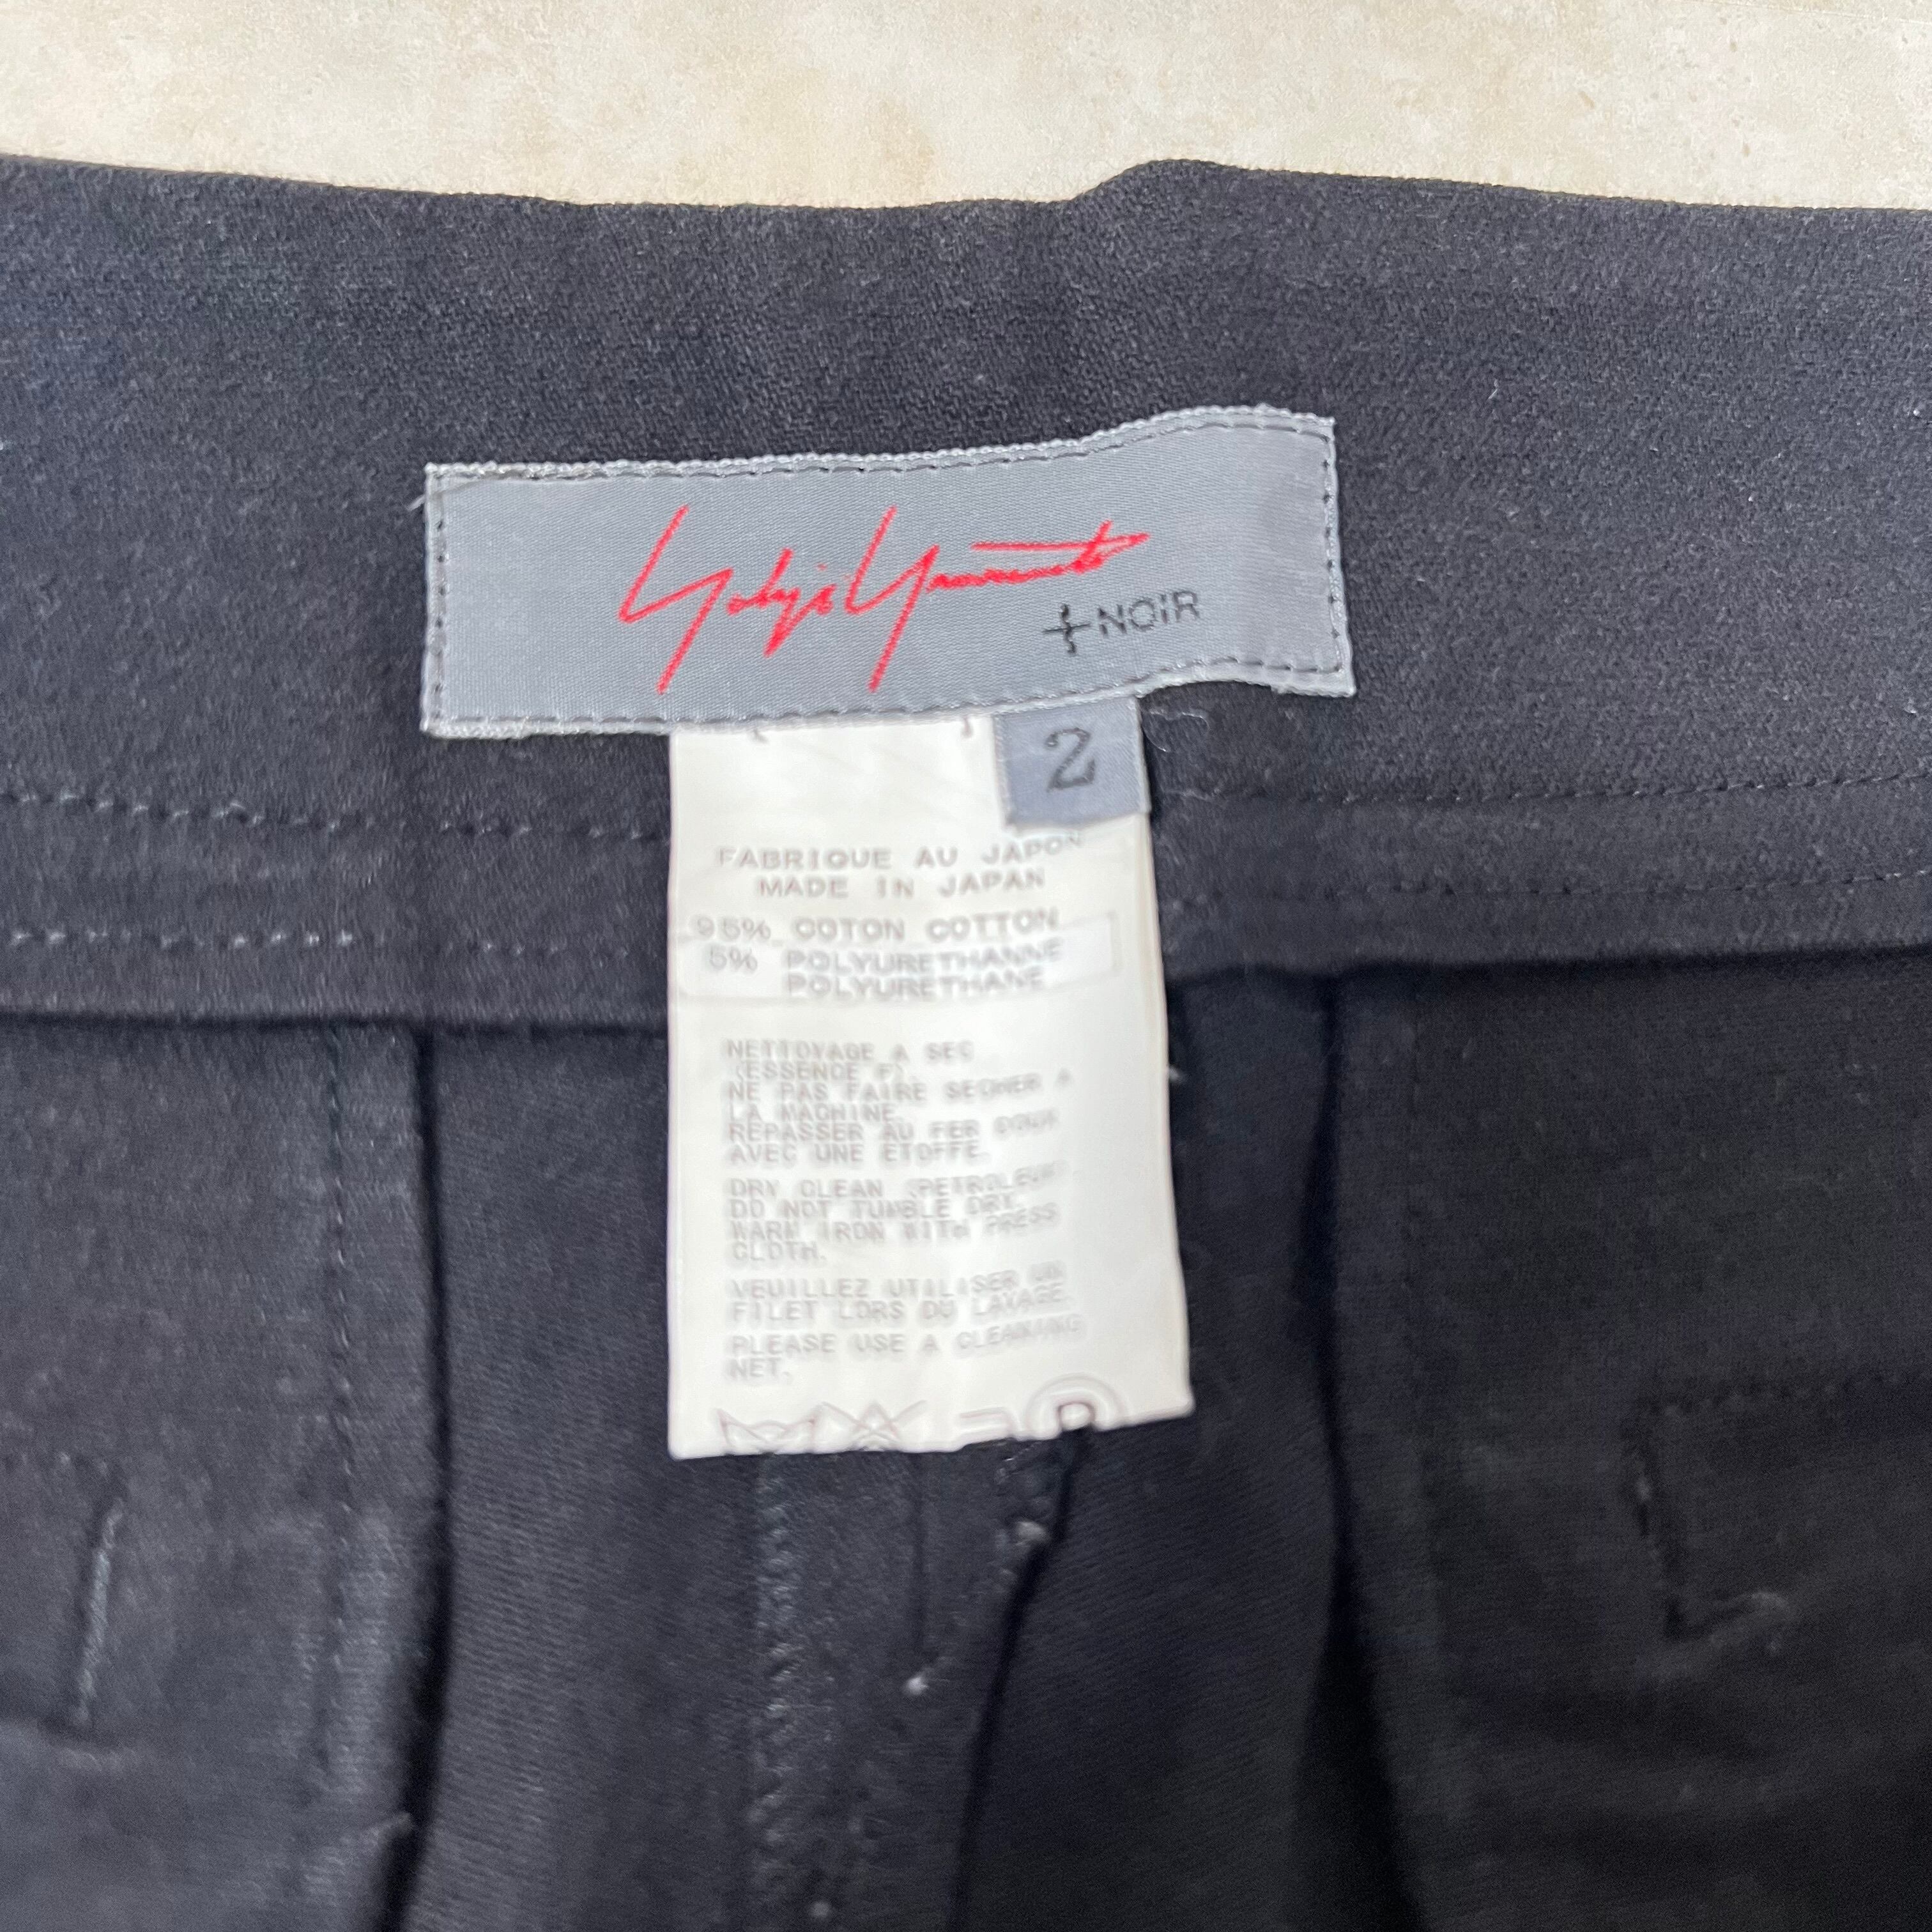 Yohji Yamamoto
+NOIR
2
FABRIQUE AU JAPON
MADE IN JAPAN
95% COTON COTTON
5% POLYURETHANNE
POLYURETHANE
NETTOYAGE A SEC
(ESSENCE F).
NE PAS FAIRE SECHER A
LA MACHINE.
REPASSER AU FER DOUX
AVEC UNE ETOFFE.
DRY CLEAN (PETROLEUM).
DO NOT TUMBLE DRY.
WARM IRON WITH PRESS
CLOTH.
VEUILLEZ UTILISER UN
FILET LORS DU LAVAGE.
PLEASE USE A CLEANING
NET.